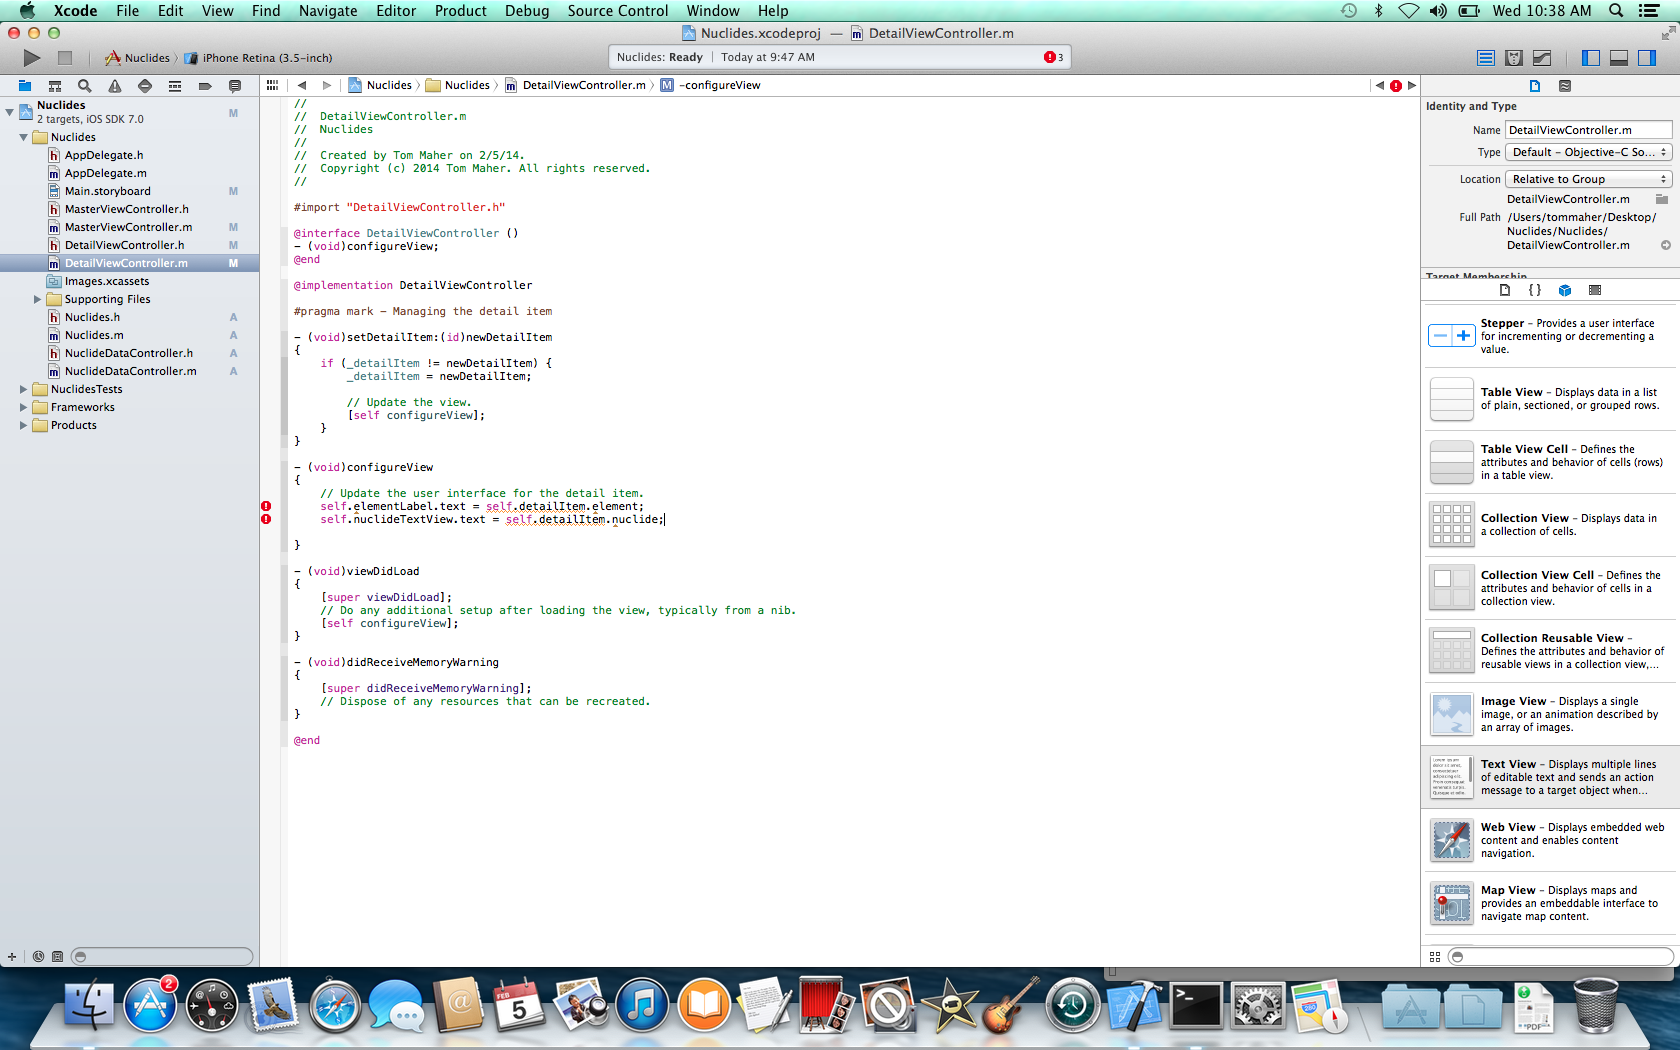 Xcode File Edit View Find Navigate Editor Product Debug Source Control Window Help Wed 10:38 AM
Nuclides.xcodeproj — DetailViewController.m
Nuclides iPhone Retina (3.5-inch)
Nuclides: Ready Today at 9:47 AM 3
Nuclides Nuclides DetailViewController.m -configureView
Nuclides M
2 targets, iOS SDK 7.0
Nuclides
AppDelegate.h
AppDelegate.m
Main.storyboard M
MasterViewController.h
MasterViewController.m M
DetailViewController.h M
DetailViewController.m M
Images.xcassets
Supporting Files
Nuclides.h A
Nuclides.m A
NuclideDataController.h A
NuclideDataController.m A
NuclidesTests
Frameworks
Products
//
// DetailViewController.m
// Nuclides
//
// Created by Tom Maher on 2/5/14.
// Copyright (c) 2014 Tom Maher. All rights reserved.
//
#import "DetailViewController.h"
@interface DetailViewController ()
- (void)configureView;
@end
@implementation DetailViewController
#pragma mark - Managing the detail item
- (void)setDetailItem:(id)newDetailItem
{
if (_detailItem != newDetailItem) {
_detailItem = newDetailItem;
// Update the view.
[self configureView];
}
}
- (void)configureView
{
// Update the user interface for the detail item.
self.elementLabel.text = self.detailItem.element;
self.nuclideTextView.text = self.detailItem.nuclide;
}
- (void)viewDidLoad
{
[super viewDidLoad];
// Do any additional setup after loading the view, typically from a nib.
[self configureView];
}
- (void)didReceiveMemoryWarning
{
[super didReceiveMemoryWarning];
// Dispose of any resources that can be recreated.
}
@end
Identity and Type
Name DetailViewController.m
Type Default - Objective-C So...
Location Relative to Group
DetailViewController.m
Full Path /Users/tommaher/Desktop/
Nuclides/Nuclides/
DetailViewController.m
Target Membership
{ }
Stepper - Provides a user interface
for incrementing or decrementing a
value.
Table View - Displays data in a list
of plain, sectioned, or grouped rows.
Table View Cell - Defines the
attributes and behavior of cells (rows)
in a table view.
Collection View - Displays data in
a collection of cells.
Collection View Cell - Defines the
attributes and behavior of cells in a
collection view.
Collection Reusable View -
Defines the attributes and behavior of
reusable views in a collection view,...
Image View - Displays a single
image, or an animation described by
an array of images.
Text View - Displays multiple lines
of editable text and sends an action
message to a target object when...
Web View - Displays embedded web
content and enables content
navigation.
Map View - Displays maps and
provides an embeddable interface to
navigate map content.
2
FEB
5
PDF